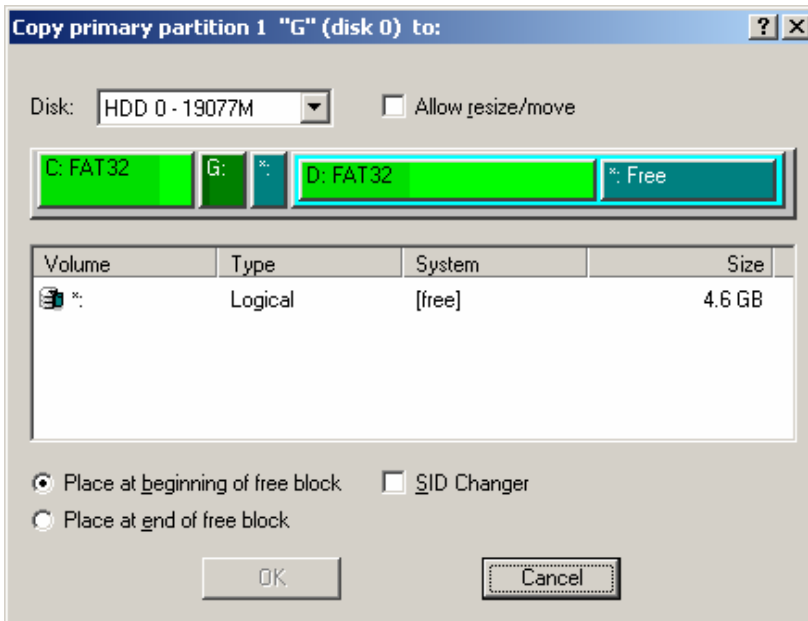 Copy primary partition 1 "G" (disk 0) to:
Disk: HDD 0 - 19077M Allow resize/move
C: FAT32 G: *: D: FAT32 *: Free
Volume Type System Size
*: Logical [free] 4.6 GB
Place at beginning of free block SID Changer
Place at end of free block
OK Cancel